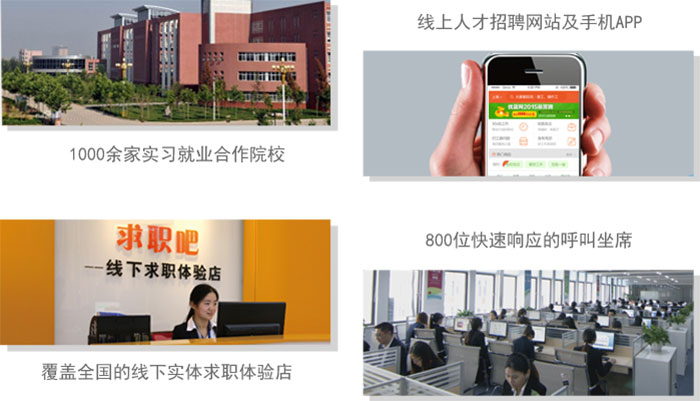 线上人才招聘网站及手机APP
1000余家实习就业合作院校
求职吧
一线下求职体验店
800位快速响应的呼叫坐席
覆盖全国的线下实体求职体验店